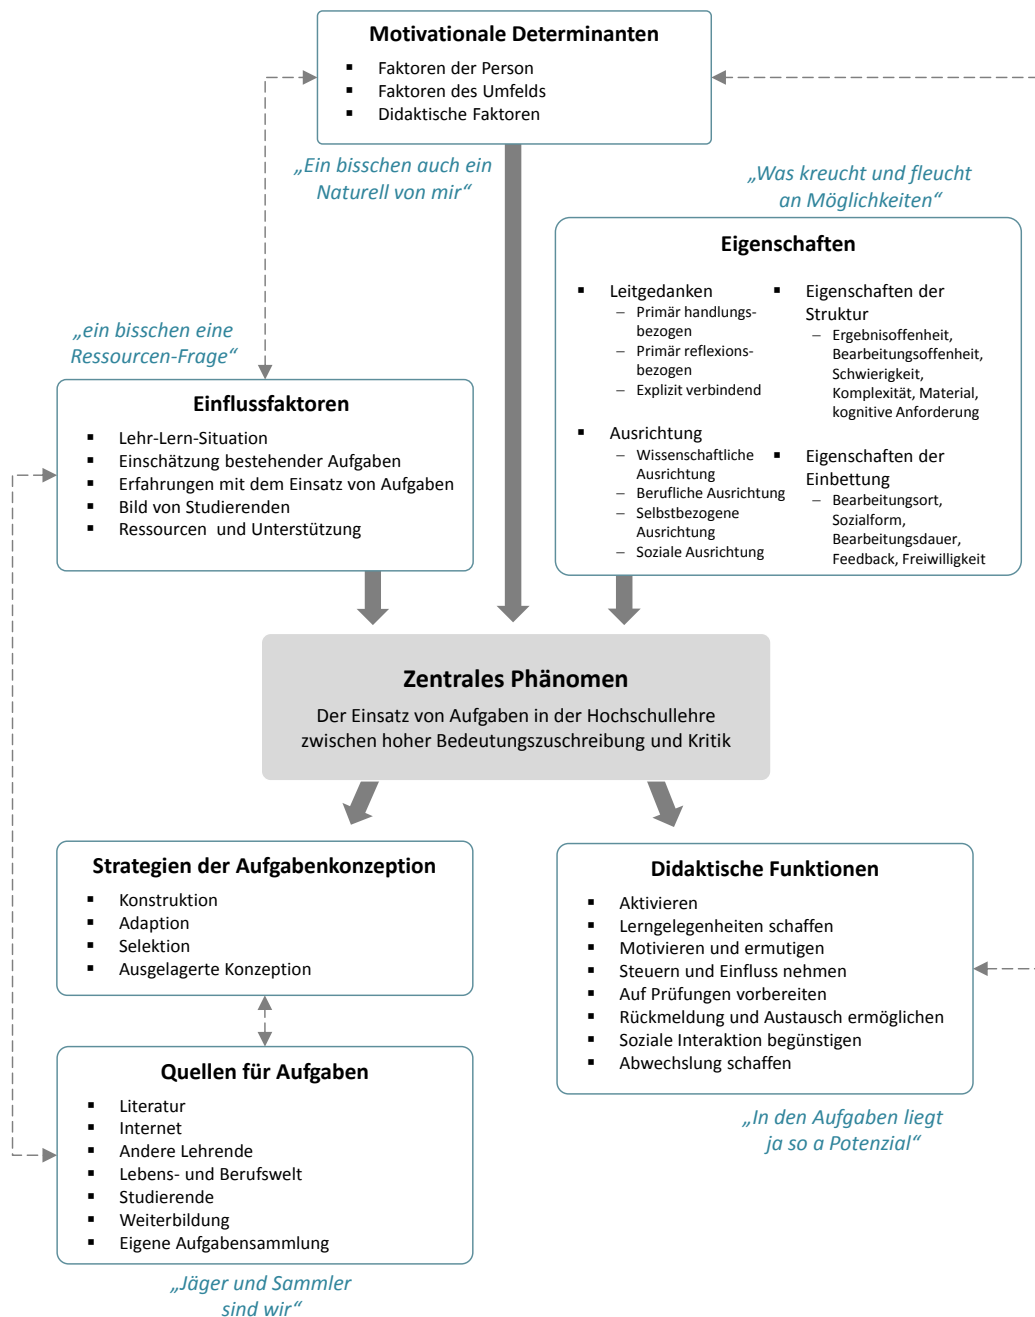 Motivationale Determinanten
▪ Faktoren der Person
▪ Faktoren des Umfelds
▪ Didaktische Faktoren
„Ein bisschen auch ein
Naturell von mir“
„Was kreucht und fleucht
an Möglichkeiten“
Eigenschaften
▪ Leitgedanken
– Primär handlungs-
bezogen
– Primär reflexions-
bezogen
– Explizit verbindend
▪ Ausrichtung
– Wissenschaftliche
Ausrichtung
– Berufliche Ausrichtung
– Selbstbezogene
Ausrichtung
– Soziale Ausrichtung
▪ Eigenschaften der
Struktur
– Ergebnisoffenheit,
Bearbeitungsoffenheit,
Schwierigkeit,
Komplexität, Material,
kognitive Anforderung
▪ Eigenschaften der
Einbettung
– Bearbeitungsort,
Sozialform,
Bearbeitungsdauer,
Feedback, Freiwilligkeit
„ein bisschen eine
Ressourcen-Frage“
Einflussfaktoren
▪ Lehr-Lern-Situation
▪ Einschätzung bestehender Aufgaben
▪ Erfahrungen mit dem Einsatz von Aufgaben
▪ Bild von Studierenden
▪ Ressourcen und Unterstützung
Zentrales Phänomen
Der Einsatz von Aufgaben in der Hochschullehre
zwischen hoher Bedeutungszuschreibung und Kritik
Strategien der Aufgabenkonzeption
▪ Konstruktion
▪ Adaption
▪ Selektion
▪ Ausgelagerte Konzeption
Didaktische Funktionen
▪ Aktivieren
▪ Lerngelegenheiten schaffen
▪ Motivieren und ermutigen
▪ Steuern und Einfluss nehmen
▪ Auf Prüfungen vorbereiten
▪ Rückmeldung und Austausch ermöglichen
▪ Soziale Interaktion begünstigen
▪ Abwechslung schaffen
„In den Aufgaben liegt
ja so a Potenzial“
Quellen für Aufgaben
▪ Literatur
▪ Internet
▪ Andere Lehrende
▪ Lebens- und Berufswelt
▪ Studierende
▪ Weiterbildung
▪ Eigene Aufgabensammlung
„Jäger und Sammler
sind wir“